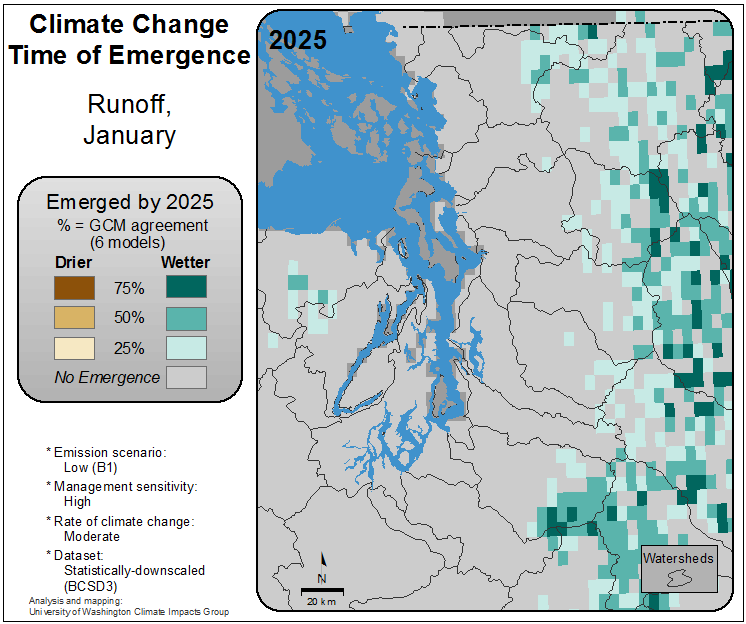 Climate Change
Time of Emergence
Runoff,
January
Emerged by 2025
% = GCM agreement
(6 models)
Drier Wetter
75%
50%
25%
No Emergence
* Emission scenario:
Low (B1)
* Management sensitivity:
High
* Rate of climate change:
Moderate
* Dataset:
Statistically-downscaled
(BCSD3)
Analysis and mapping:
University of Washington Climate Impacts Group
2025
N
20 km
Watersheds